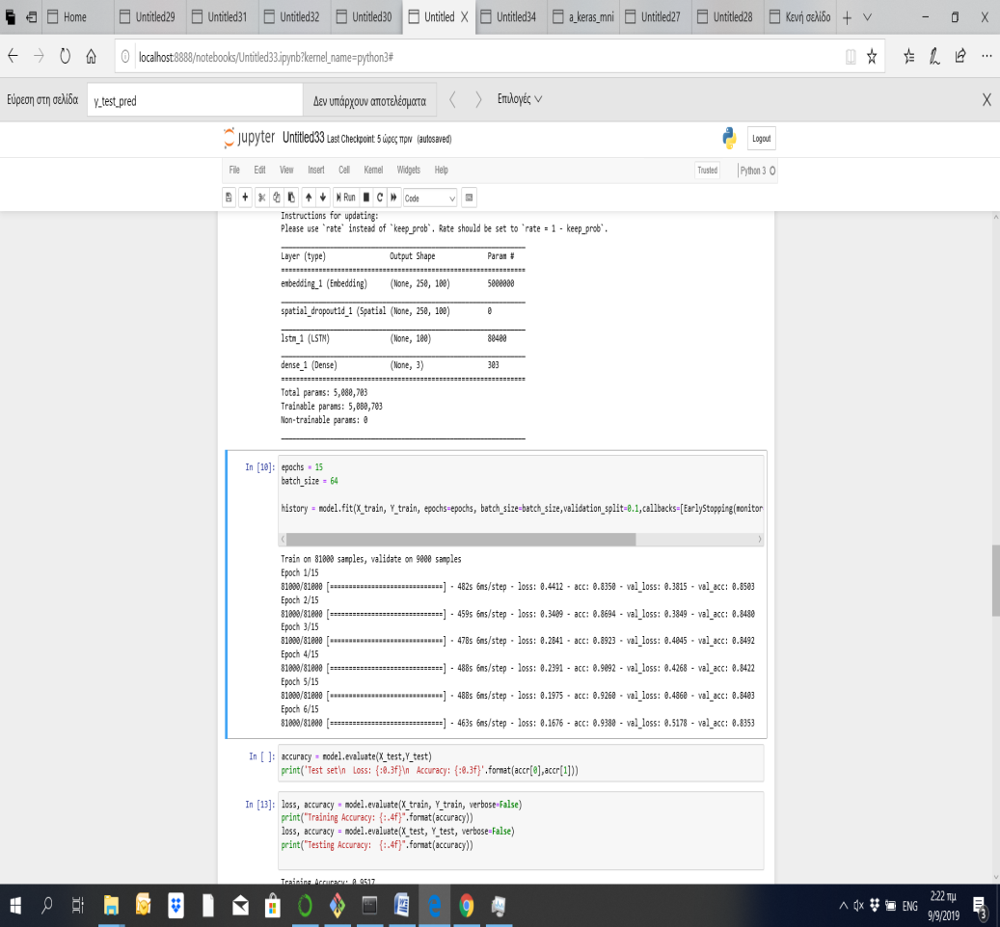 Home Untitled29 Untitled31 Untitled32 Untitled30 Untitled X Untitled34 a_keras_mni Untitled27 Untitled28 Κενή σελίδο
localhost:8888/notebooks/Untitled33.ipynb?kernel_name=python3#
Εύρεση στη σελίδα y_test_pred Δεν υπάρχουν αποτελέσματα Επιλογές
jupyter Untitled33 Last Checkpoint: 5 ώρες πριν (autosaved) Logout
File Edit View Insert Cell Kernel Widgets Help Trusted Python 3
Run Code
Instructions for updating:
Please use `rate` instead of `keep_prob`. Rate should be set to `rate = 1 - keep_prob`.
Layer (type) Output Shape Param #
=================================================================
embedding_1 (Embedding) (None, 250, 100) 5000000
spatial_dropout1d_1 (Spatial (None, 250, 100) 0
lstm_1 (LSTM) (None, 100) 80400
dense_1 (Dense) (None, 3) 303
=================================================================
Total params: 5,080,703
Trainable params: 5,080,703
Non-trainable params: 0
In [10]: epochs = 15
batch_size = 64
history = model.fit(X_train, Y_train, epochs=epochs, batch_size=batch_size,validation_split=0.1,callbacks=[EarlyStopping(monitor
Train on 81000 samples, validate on 9000 samples
Epoch 1/15
81000/81000 [==============================] - 482s 6ms/step - loss: 0.4412 - acc: 0.8350 - val_loss: 0.3815 - val_acc: 0.8503
Epoch 2/15
81000/81000 [==============================] - 459s 6ms/step - loss: 0.3409 - acc: 0.8694 - val_loss: 0.3849 - val_acc: 0.8480
Epoch 3/15
81000/81000 [==============================] - 478s 6ms/step - loss: 0.2841 - acc: 0.8923 - val_loss: 0.4045 - val_acc: 0.8492
Epoch 4/15
81000/81000 [==============================] - 488s 6ms/step - loss: 0.2391 - acc: 0.9092 - val_loss: 0.4268 - val_acc: 0.8422
Epoch 5/15
81000/81000 [==============================] - 488s 6ms/step - loss: 0.1975 - acc: 0.9260 - val_loss: 0.4860 - val_acc: 0.8403
Epoch 6/15
81000/81000 [==============================] - 463s 6ms/step - loss: 0.1676 - acc: 0.9380 - val_loss: 0.5178 - val_acc: 0.8353
In [ ]: accuracy = model.evaluate(X_test,Y_test)
print('Test set\n  Loss: {:0.3f}\n  Accuracy: {:0.3f}'.format(accr[0],accr[1]))
In [13]: loss, accuracy = model.evaluate(X_train, Y_train, verbose=False)
print("Training Accuracy: {:.4f}".format(accuracy))
loss, accuracy = model.evaluate(X_test, Y_test, verbose=False)
print("Testing Accuracy:  {:.4f}".format(accuracy))
Training Accuracy: 0.9517
ENG 2:22 πμ
9/9/2019 3